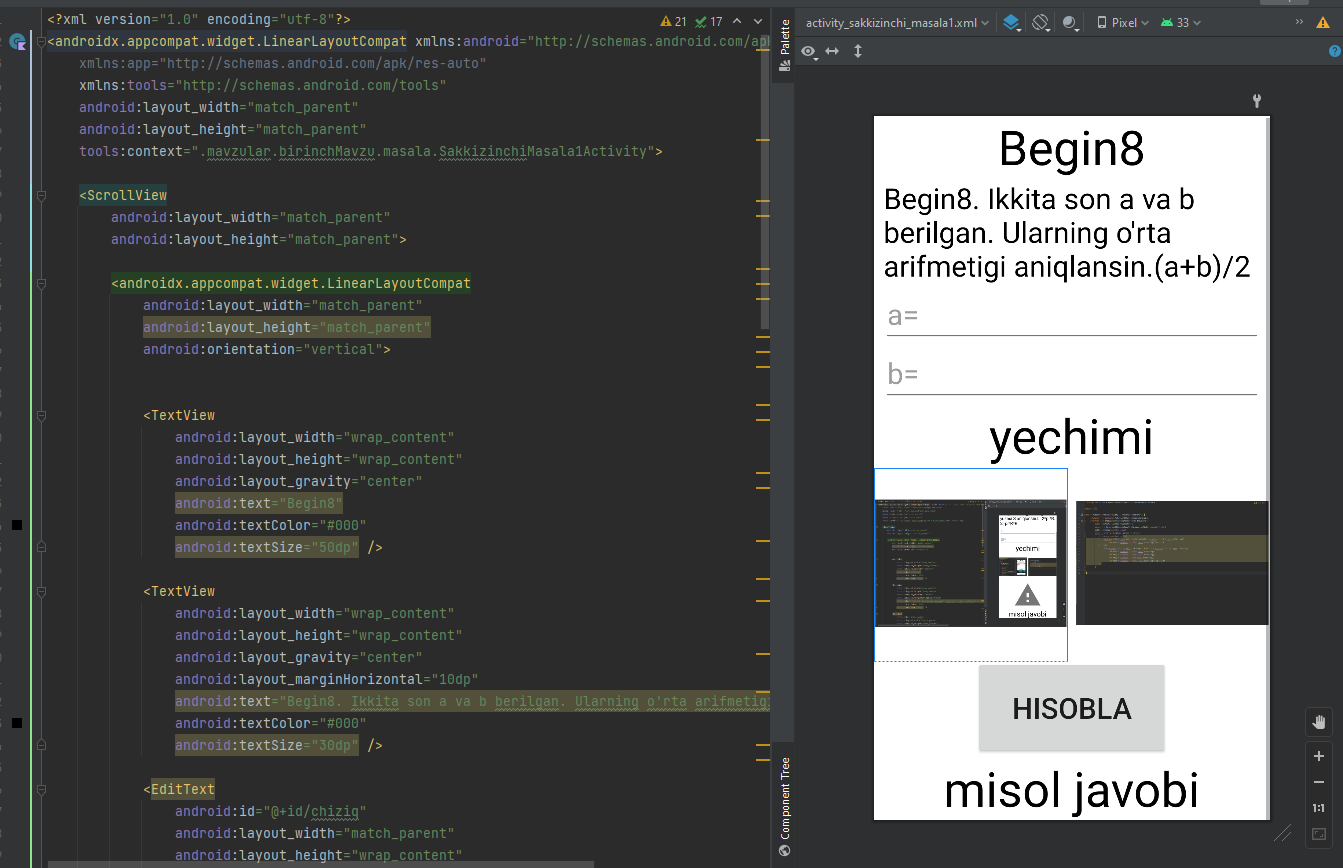 <?xml version="1.0" encoding="utf-8"?>
21 17
<androidx.appcompat.widget.LinearLayoutCompat xmlns:android="http://schemas.android.com/ap
xmlns:app="http://schemas.android.com/apk/res-auto"
xmlns:tools="http://schemas.android.com/tools"
android:layout_width="match_parent"
android:layout_height="match_parent"
tools:context=".mavzular.birinchMavzu.masala.SakkizinchiMasala1Activity">
<ScrollView
android:layout_width="match_parent"
android:layout_height="match_parent">
<androidx.appcompat.widget.LinearLayoutCompat
android:layout_width="match_parent"
android:layout_height="match_parent"
android:orientation="vertical">
<TextView
android:layout_width="wrap_content"
android:layout_height="wrap_content"
android:layout_gravity="center"
android:text="Begin8"
android:textColor="#000"
android:textSize="50dp" />
<TextView
android:layout_width="wrap_content"
android:layout_height="wrap_content"
android:layout_gravity="center"
android:layout_marginHorizontal="10dp"
android:text="Begin8. Ikkita son a va b berilgan. Ularning o'rta arifmetigi
android:textColor="#000"
android:textSize="30dp" />
<EditText
android:id="@+id/chiziq"
android:layout_width="match_parent"
android:layout_height="wrap_content"
Palette
Component Tree
activity_sakkizinchi_masala1.xml
Pixel
33
Begin8
Begin8. Ikkita son a va b
berilgan. Ularning o'rta
arifmetigi aniqlansin.(a+b)/2
a=
b=
yechimi
yechimi
misol javobi
HISOBLA
misol javobi
1:1